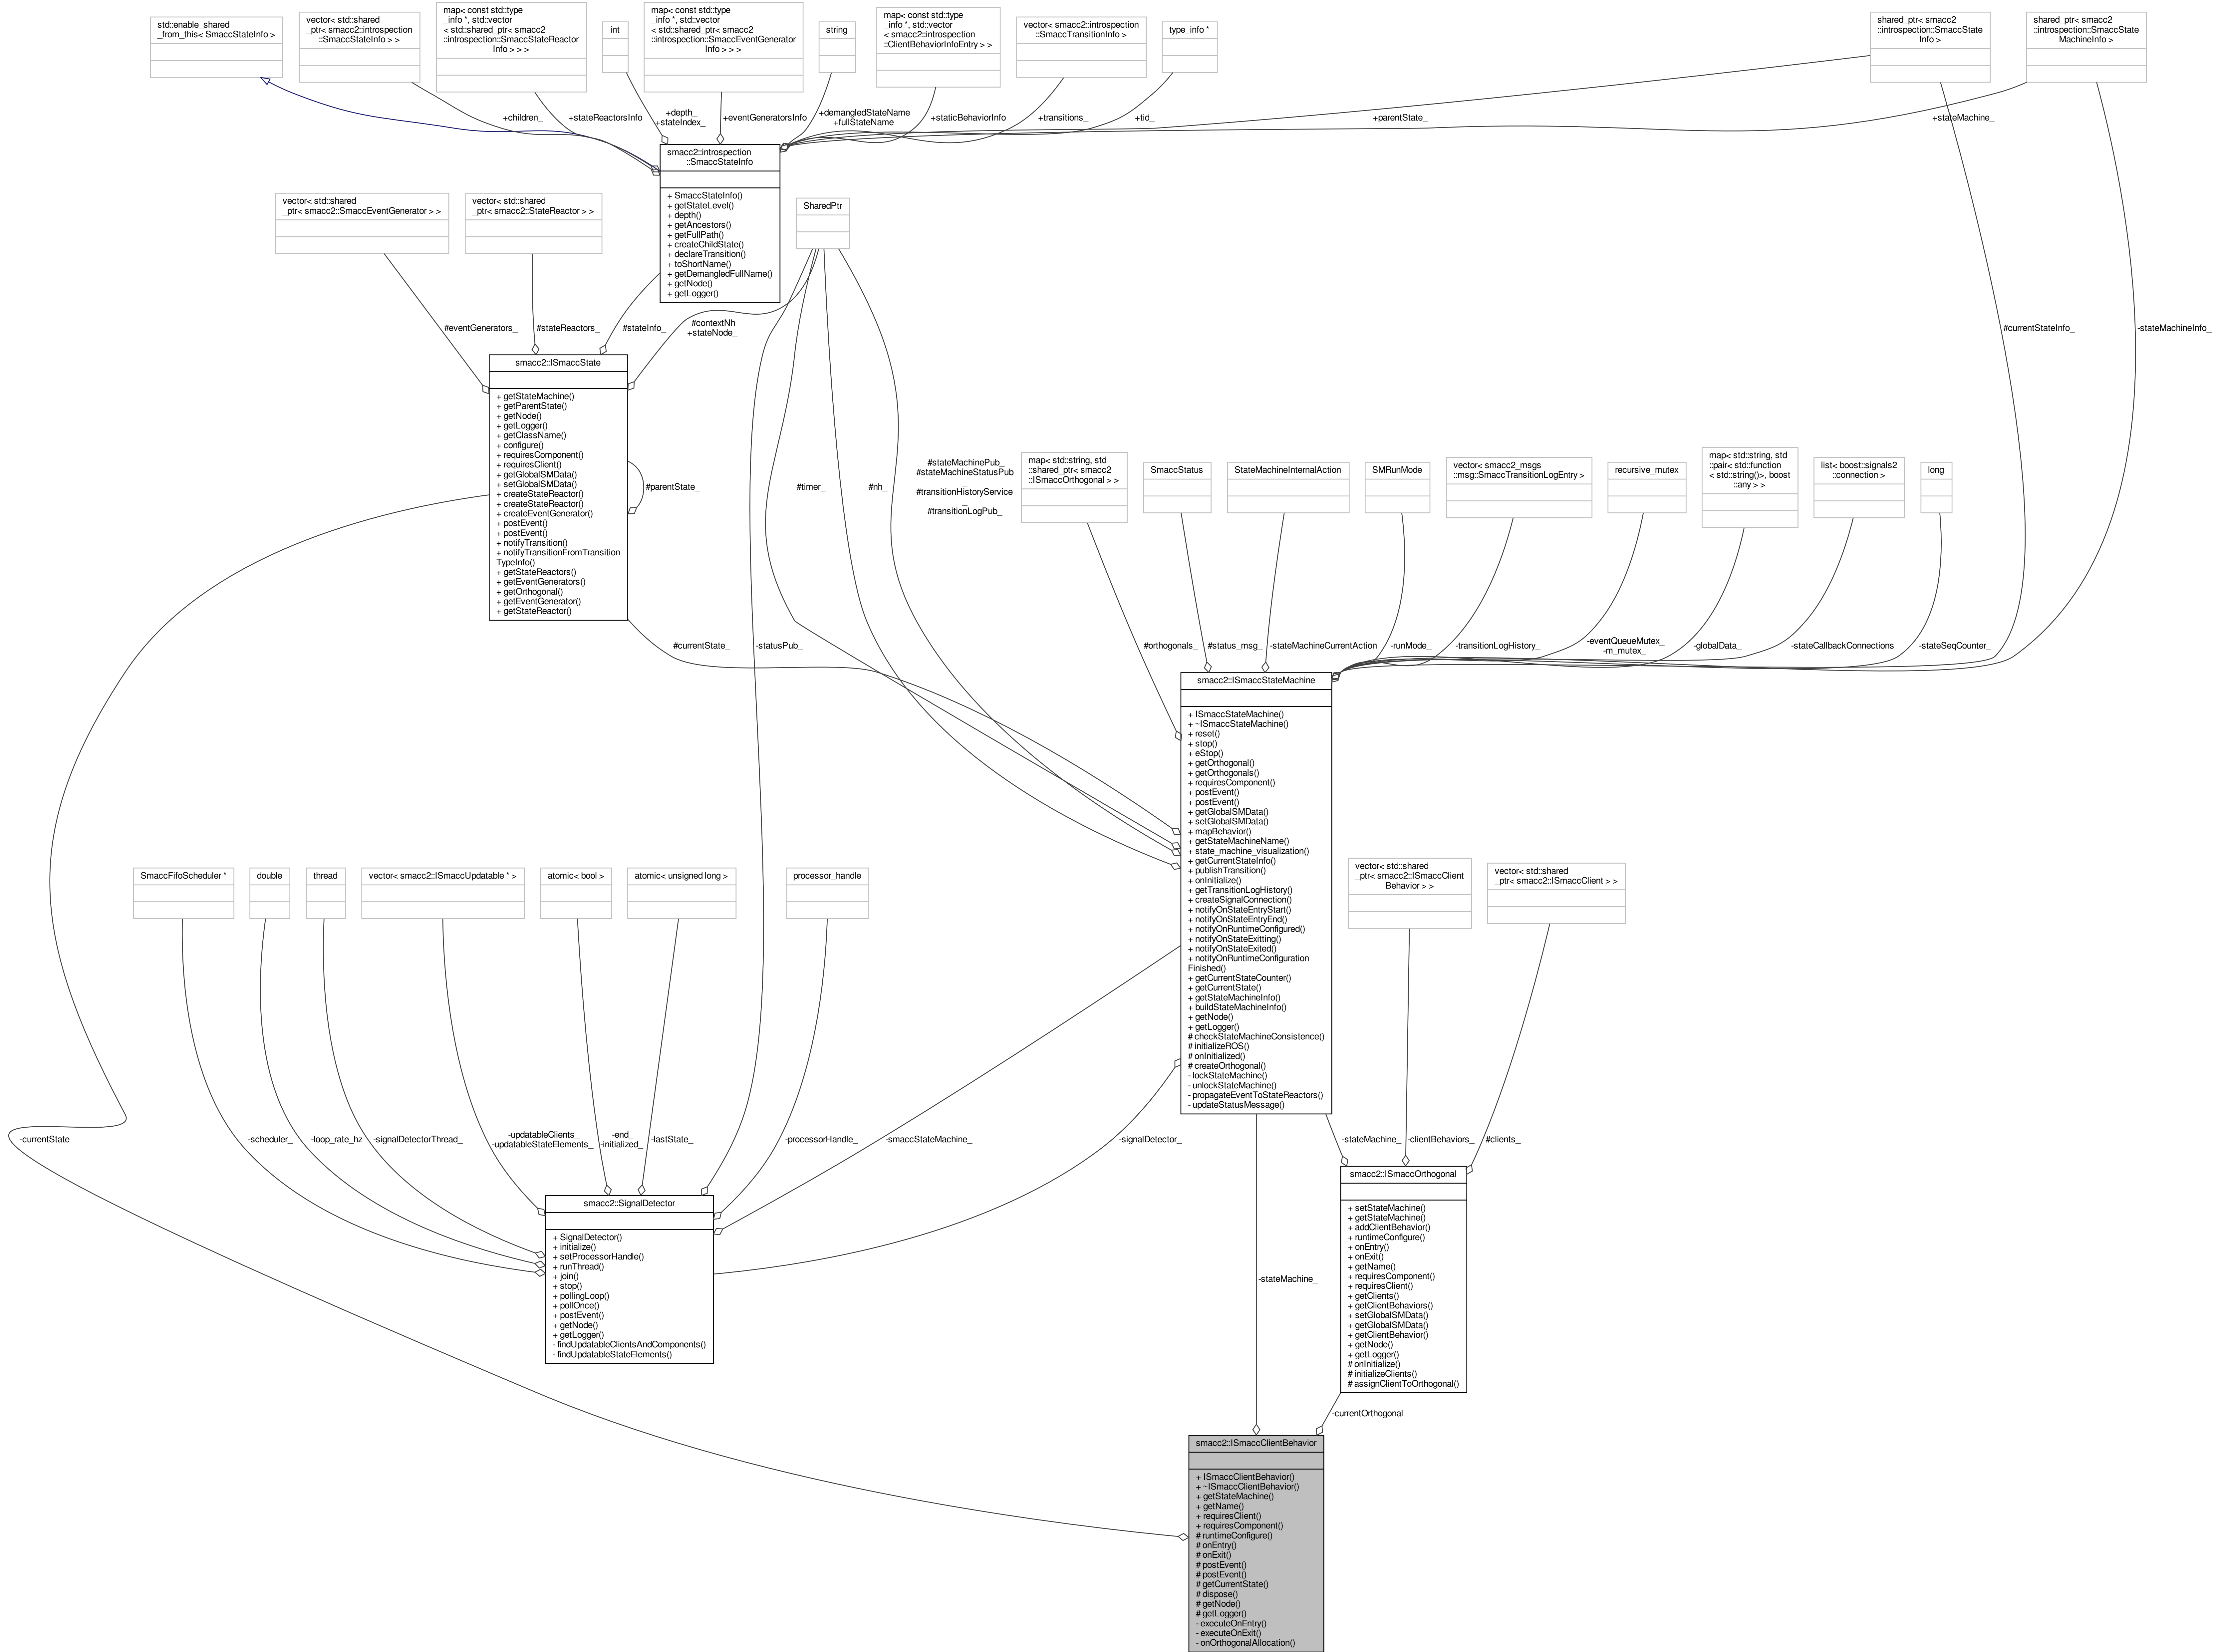 std::enable_shared
_from_this< SmaccStateInfo >
vector< std::shared
_ptr< smacc2::introspection
::SmaccStateInfo > >
map< const std::type
_info *, std::vector
< std::shared_ptr< smacc2
::introspection::SmaccStateReactor
Info > > >
int
map< const std::type
_info *, std::vector
< std::shared_ptr< smacc2
::introspection::SmaccEventGenerator
Info > > >
string
map< const std::type
_info *, std::vector
< smacc2::introspection
::ClientBehaviorInfoEntry > >
vector< smacc2::introspection
::SmaccTransitionInfo >
type_info *
shared_ptr< smacc2
::introspection::SmaccState
Info >
shared_ptr< smacc2
::introspection::SmaccState
MachineInfo >
+children_
+stateReactorsInfo
+depth_
+stateIndex_
+eventGeneratorsInfo
+demangledStateName
+fullStateName
+staticBehaviorInfo
+transitions_
+tid_
+parentState_
+stateMachine_
smacc2::introspection
::SmaccStateInfo
+ SmaccStateInfo()
+ getStateLevel()
+ depth()
+ getAncestors()
+ getFullPath()
+ createChildState()
+ declareTransition()
+ toShortName()
+ getDemangledFullName()
+ getNode()
+ getLogger()
vector< std::shared
_ptr< smacc2::SmaccEventGenerator > >
vector< std::shared
_ptr< smacc2::StateReactor > >
SharedPtr
#eventGenerators_
#stateReactors_
#stateInfo_
#contextNh
+stateNode_
#currentStateInfo_
-stateMachineInfo_
smacc2::ISmaccState
+ getStateMachine()
+ getParentState()
+ getNode()
+ getLogger()
+ getClassName()
+ configure()
+ requiresComponent()
+ requiresClient()
+ getGlobalSMData()
+ setGlobalSMData()
+ createStateReactor()
+ createStateReactor()
+ createEventGenerator()
+ postEvent()
+ postEvent()
+ notifyTransition()
+ notifyTransitionFromTransition
TypeInfo()
+ getStateReactors()
+ getEventGenerators()
+ getOrthogonal()
+ getEventGenerator()
+ getStateReactor()
#parentState_
#timer_
#nh_
#stateMachinePub_
#stateMachineStatusPub
_
#transitionHistoryService
_
#transitionLogPub_
map< std::string, std
::shared_ptr< smacc2
::ISmaccOrthogonal > >
SmaccStatus
StateMachineInternalAction
SMRunMode
vector< smacc2_msgs
::msg::SmaccTransitionLogEntry >
recursive_mutex
map< std::string, std
::pair< std::function
< std::string()>, boost
::any > >
list< boost::signals2
::connection >
long
#currentState_
-statusPub_
#orthogonals_
#status_msg_
-stateMachineCurrentAction
-runMode_
-transitionLogHistory_
-eventQueueMutex_
-m_mutex_
-globalData_
-stateCallbackConnections
-stateSeqCounter_
smacc2::ISmaccStateMachine
+ ISmaccStateMachine()
+ ~ISmaccStateMachine()
+ reset()
+ stop()
+ eStop()
+ getOrthogonal()
+ getOrthogonals()
+ requiresComponent()
+ postEvent()
+ postEvent()
+ getGlobalSMData()
+ setGlobalSMData()
+ mapBehavior()
+ getStateMachineName()
+ state_machine_visualization()
+ getCurrentStateInfo()
+ publishTransition()
+ onInitialize()
+ getTransitionLogHistory()
+ createSignalConnection()
+ notifyOnStateEntryStart()
+ notifyOnStateEntryEnd()
+ notifyOnRuntimeConfigured()
+ notifyOnStateExitting()
+ notifyOnStateExited()
+ notifyOnRuntimeConfiguration
Finished()
+ getCurrentStateCounter()
+ getCurrentState()
+ getStateMachineInfo()
+ buildStateMachineInfo()
+ getNode()
+ getLogger()
# checkStateMachineConsistence()
# initializeROS()
# onInitialized()
# createOrthogonal()
- lockStateMachine()
- unlockStateMachine()
- propagateEventToStateReactors()
- updateStatusMessage()
SmaccFifoScheduler *
double
thread
vector< smacc2::ISmaccUpdatable * >
atomic< bool >
atomic< unsigned long >
processor_handle
vector< std::shared
_ptr< smacc2::ISmaccClient
Behavior > >
vector< std::shared
_ptr< smacc2::ISmaccClient > >
-currentState
-scheduler_
-loop_rate_hz
-signalDetectorThread_
-updatableClients_
-updatableStateElements_
-end_
-initialized_
-lastState_
-processorHandle_
-smaccStateMachine_
-signalDetector_
-stateMachine_
-clientBehaviors_
#clients_
smacc2::SignalDetector
+ SignalDetector()
+ initialize()
+ setProcessorHandle()
+ runThread()
+ join()
+ stop()
+ pollingLoop()
+ pollOnce()
+ postEvent()
+ getNode()
+ getLogger()
- findUpdatableClientsAndComponents()
- findUpdatableStateElements()
smacc2::ISmaccOrthogonal
+ setStateMachine()
+ getStateMachine()
+ addClientBehavior()
+ runtimeConfigure()
+ onEntry()
+ onExit()
+ getName()
+ requiresComponent()
+ requiresClient()
+ getClients()
+ getClientBehaviors()
+ setGlobalSMData()
+ getGlobalSMData()
+ getClientBehavior()
+ getNode()
+ getLogger()
# onInitialize()
# initializeClients()
# assignClientToOrthogonal()
-stateMachine_
-currentOrthogonal
smacc2::ISmaccClientBehavior
+ ISmaccClientBehavior()
+ ~ISmaccClientBehavior()
+ getStateMachine()
+ getName()
+ requiresClient()
+ requiresComponent()
# runtimeConfigure()
# onEntry()
# onExit()
# postEvent()
# postEvent()
# getCurrentState()
# dispose()
# getNode()
# getLogger()
- executeOnEntry()
- executeOnExit()
- onOrthogonalAllocation()